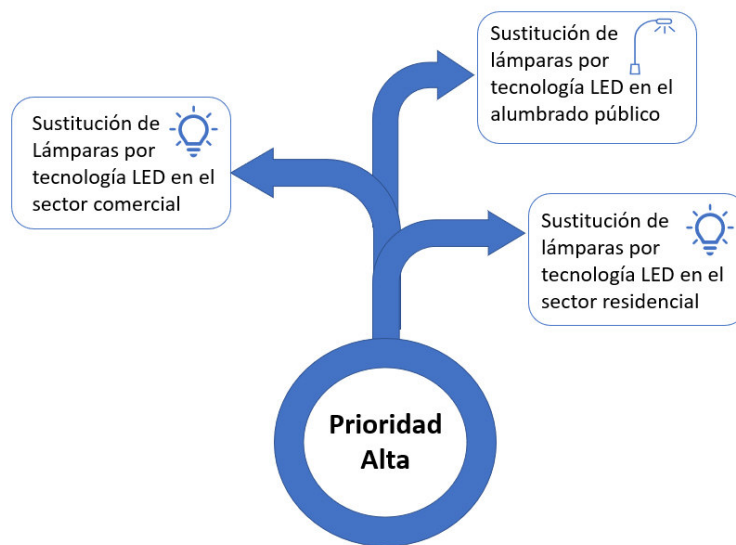 Sustitución de
lámparas por
tecnología LED en el
alumbrado público
Sustitución de
Lámparas por
tecnología LED en el
sector comercial
Sustitución de
lámparas por
tecnología LED en el
sector residencial
Prioridad
Alta